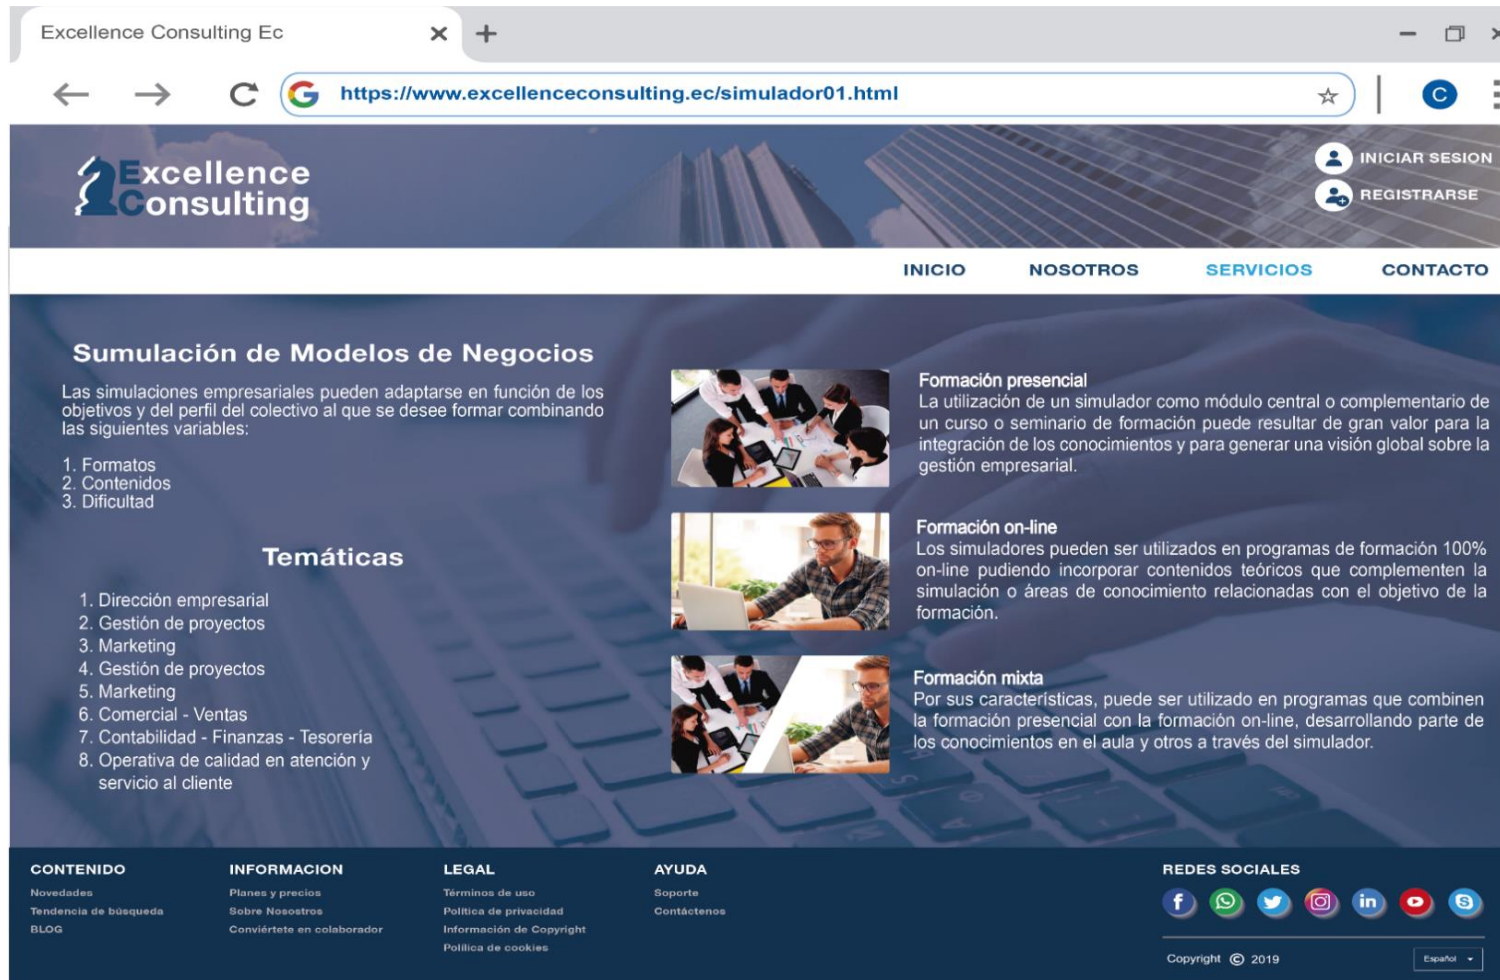 Excellence Consulting Ec
https://www.excellenceconsulting.ec/simulador01.html
C
Excellence
Consulting
INICIAR SESION
REGISTRARSE
INICIO NOSOTROS SERVICIOS CONTACTO
Sumulación de Modelos de Negocios
Las simulaciones empresariales pueden adaptarse en función de los
objetivos y del perfil del colectivo al que se desee formar combinando
las siguientes variables:
1. Formatos
2. Contenidos
3. Dificultad
Temáticas
1. Dirección empresarial
2. Gestión de proyectos
3. Marketing
4. Gestión de proyectos
5. Marketing
6. Comercial - Ventas
7. Contabilidad - Finanzas - Tesorería
8. Operativa de calidad en atención y
servicio al cliente
Formación presencial
La utilización de un simulador como módulo central o complementario de
un curso o seminario de formación puede resultar de gran valor para la
integración de los conocimientos y para generar una visión global sobre la
gestión empresarial.
Formación on-line
Los simuladores pueden ser utilizados en programas de formación 100%
on-line pudiendo incorporar contenidos teóricos que complementen la
simulación o áreas de conocimiento relacionadas con el objetivo de la
formación.
Formación mixta
Por sus características, puede ser utilizado en programas que combinen
la formación presencial con la formación on-line, desarrollando parte de
los conocimientos en el aula y otros a través del simulador.
CONTENIDO
Novedades
Tendencia de búsqueda
BLOG
INFORMACION
Planes y precios
Sobre Nosostros
Conviértete en colaborador
LEGAL
Términos de uso
Política de privacidad
Información de Copyright
Polílica de cookies
AYUDA
Soporte
Contáctenos
REDES SOCIALES
Copyright © 2019
Español